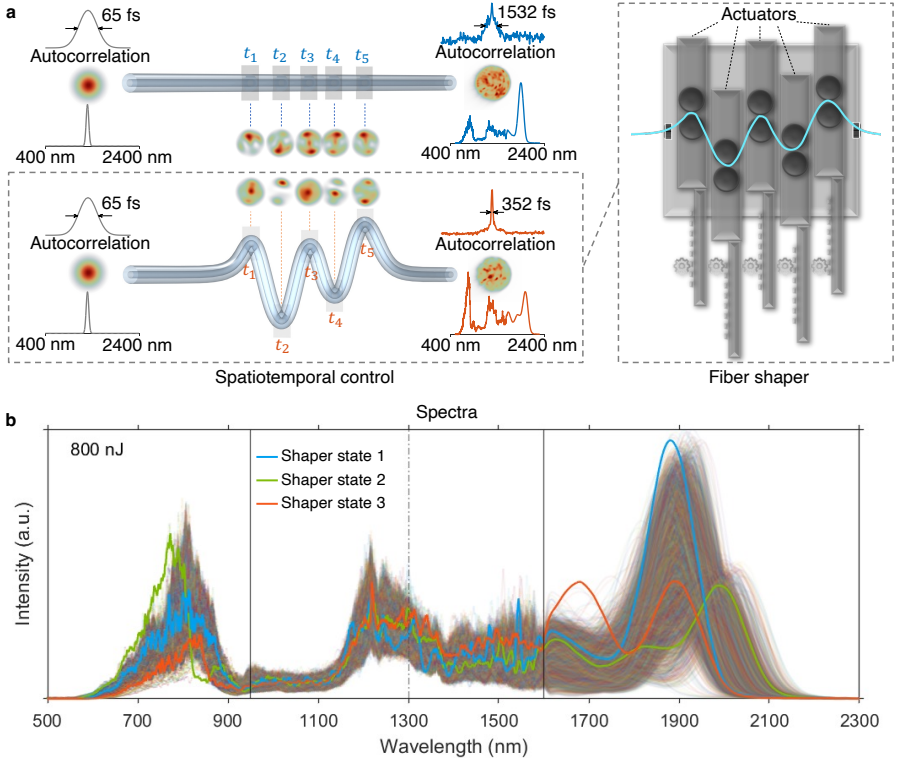 a
65 fs
Autocorrelation
400 nm 2400 nm
t1 t2 t3 t4 t5
1532 fs
Autocorrelation
400 nm 2400 nm
65 fs
Autocorrelation
400 nm 2400 nm
t1
t2
t3
t4
t5
352 fs
Autocorrelation
400 nm 2400 nm
Spatiotemporal control
Actuators
Fiber shaper
b
Spectra
800 nJ
Shaper state 1
Shaper state 2
Shaper state 3
Intensity (a.u.)
500 700 900 1100 1300 1500 1700 1900 2100 2300
Wavelength (nm)